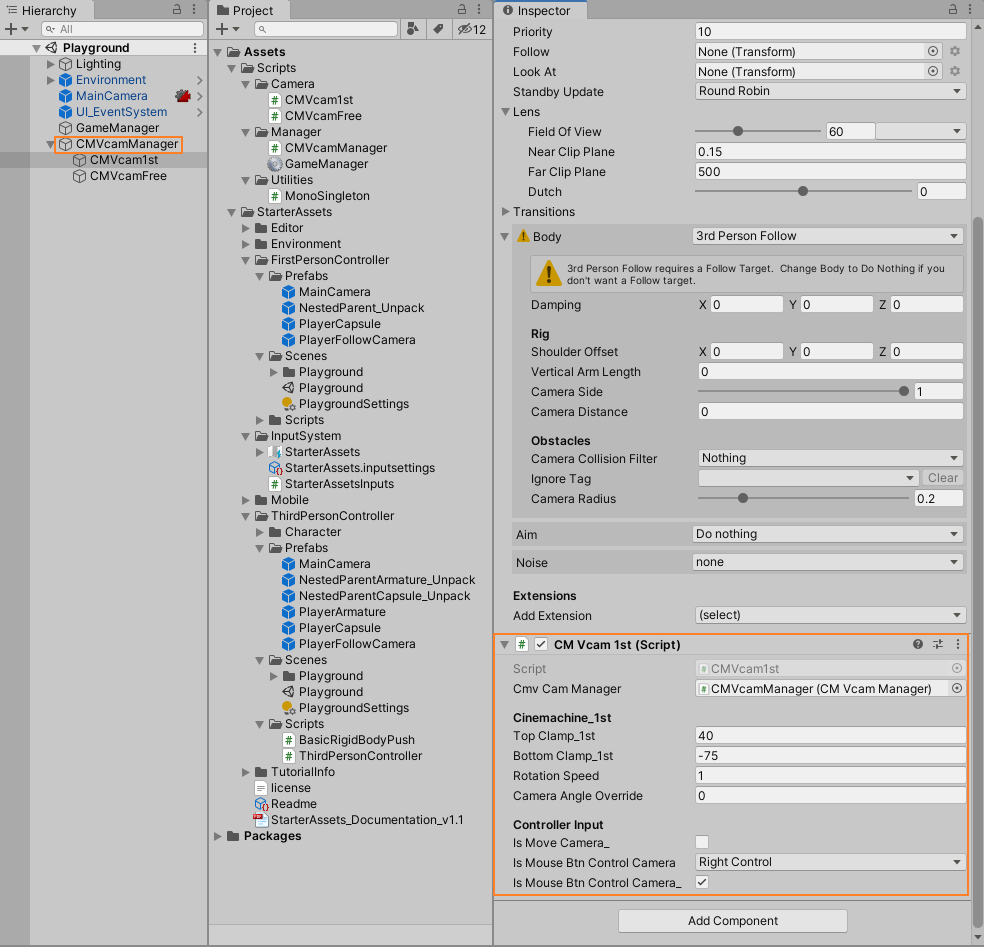 Hierarchy
All
Playground
Lighting
Environment
MainCamera
UI_EventSystem
GameManager
CMVcamManager
CMVcam1st
CMVcamFree
Project
12
Assets
Scripts
Camera
CMVcam1st
CMVcamFree
Manager
CMVcamManager
GameManager
Utilities
MonoSingleton
StarterAssets
Editor
Environment
FirstPersonController
Prefabs
MainCamera
NestedParent_Unpack
PlayerCapsule
PlayerFollowCamera
Scenes
Playground
Playground
PlaygroundSettings
Scripts
InputSystem
StarterAssets
StarterAssets.inputsettings
StarterAssetsInputs
Mobile
ThirdPersonController
Character
Prefabs
MainCamera
NestedParentArmature_Unpack
NestedParentCapsule_Unpack
PlayerArmature
PlayerCapsule
PlayerFollowCamera
Scenes
Playground
Playground
PlaygroundSettings
Scripts
BasicRigidBodyPush
ThirdPersonController
TutorialInfo
license
Readme
StarterAssets_Documentation_v1.1
Packages
Inspector
Priority 10
Follow None (Transform)
Look At None (Transform)
Standby Update Round Robin
Lens
Field Of View 60
Near Clip Plane 0.15
Far Clip Plane 500
Dutch 0
Transitions
Body 3rd Person Follow
3rd Person Follow requires a Follow Target. Change Body to Do Nothing if you
don't want a Follow target.
Damping X 0 Y 0 Z 0
Rig
Shoulder Offset X 0 Y 0 Z 0
Vertical Arm Length 0
Camera Side 1
Camera Distance 0
Obstacles
Camera Collision Filter Nothing
Ignore Tag Clear
Camera Radius 0.2
Aim Do nothing
Noise none
Extensions
Add Extension (select)
# CM Vcam 1st (Script)
Script # CMVcam1st
Cmv Cam Manager # CMVcamManager (CM Vcam Manager)
Cinemachine_1st
Top Clamp_1st 40
Bottom Clamp_1st -75
Rotation Speed 1
Camera Angle Override 0
Controller Input
Is Move Camera_
Is Mouse Btn Control Camera Right Control
Is Mouse Btn Control Camera_
Add Component